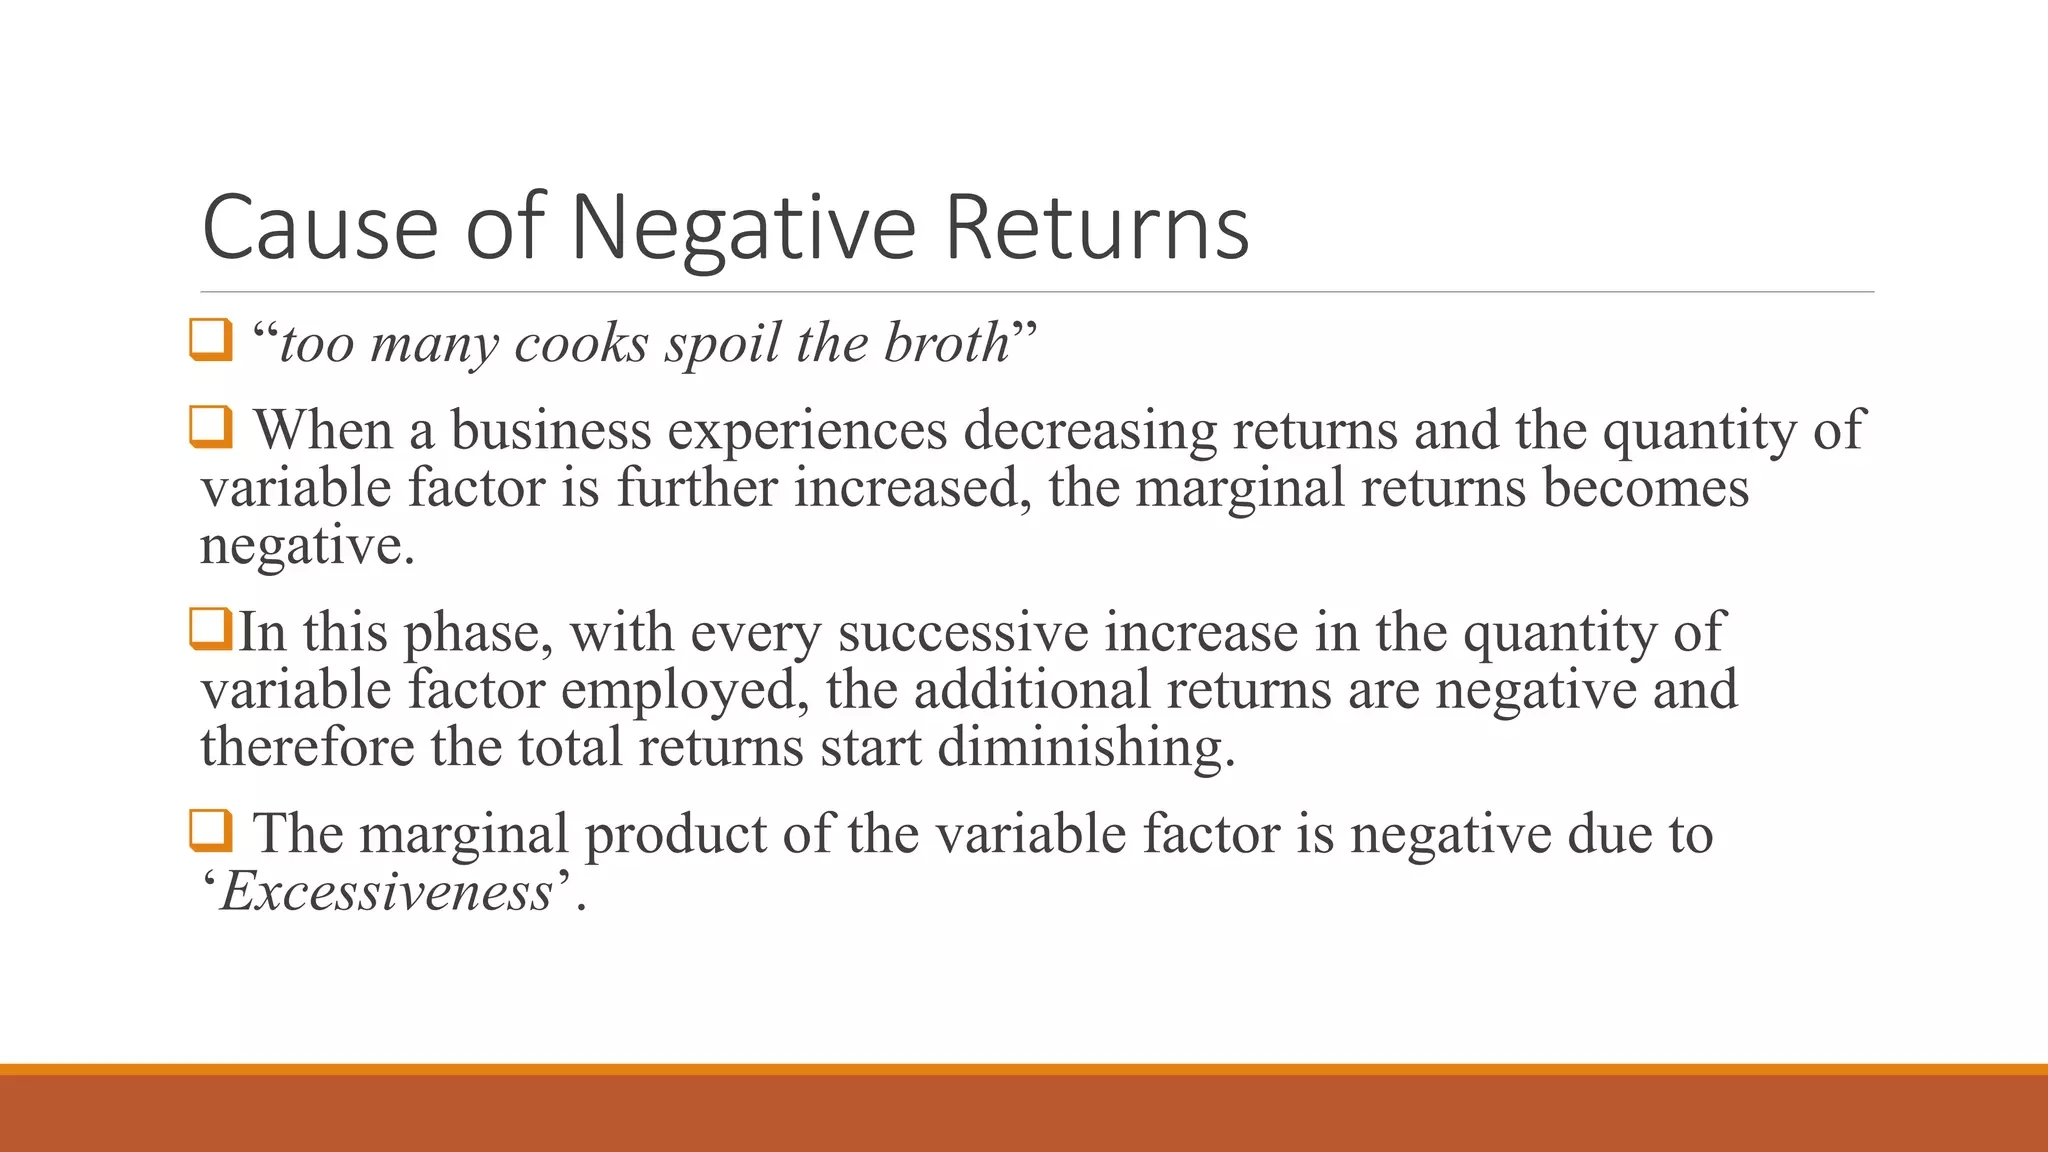 Cause of Negative Returns
“too many cooks spoil the broth”
When a business experiences decreasing returns and the quantity of
variable factor is further increased, the marginal returns becomes
negative.
In this phase, with every successive increase in the quantity of
variable factor employed, the additional returns are negative and
therefore the total returns start diminishing.
The marginal product of the variable factor is negative due to
‘Excessiveness’.